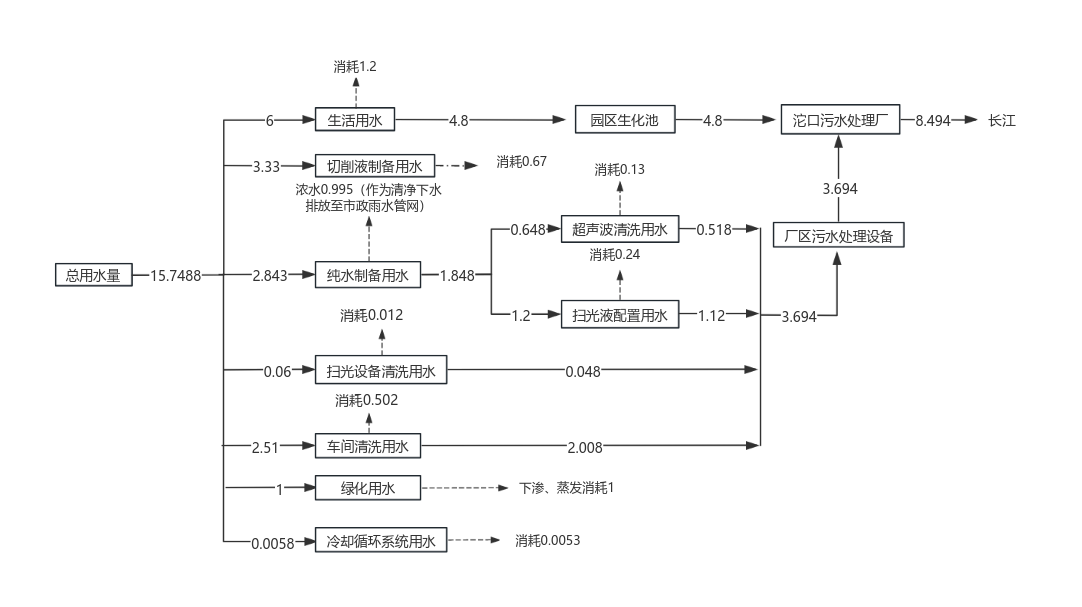 消耗1.2
6
生活用水
4.8
园区生化池
4.8
沱口污水处理厂
8.494
长江
3.33
切削液制备用水
消耗0.67
消耗0.13
浓水0.995（作为清净下水
排放至市政雨水管网）
3.694
0.648
超声波清洗用水
0.518
厂区污水处理设备
消耗0.24
总用水量
15.7488
2.843
纯水制备用水
1.848
消耗0.012
1.2
扫光液配置用水
1.12
3.694
0.06
扫光设备清洗用水
0.048
消耗0.502
2.51
车间清洗用水
2.008
1
绿化用水
下渗、蒸发消耗1
0.0058
冷却循环系统用水
消耗0.0053